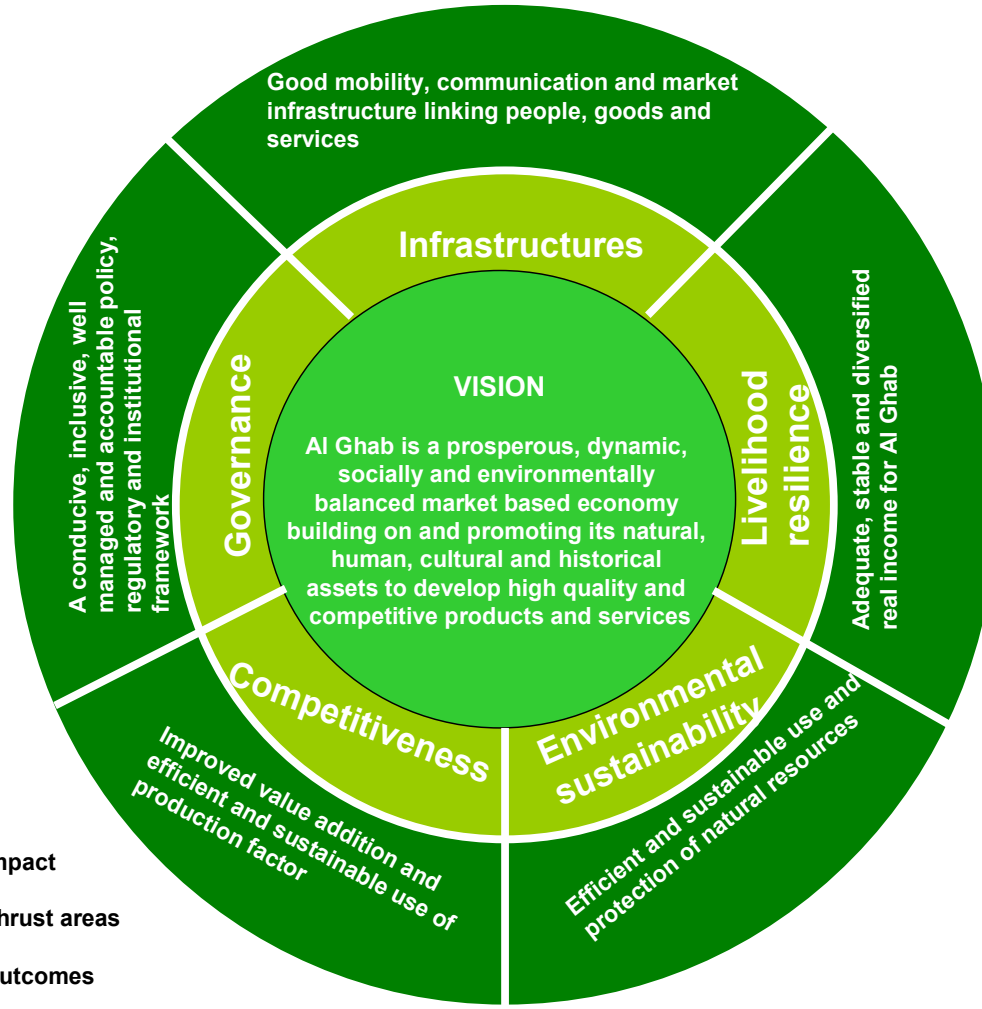 Good mobility, communication and market
infrastructure linking people, goods and
services
Infrastructures
A conducive, inclusive, well
managed and accountable policy,
regulatory and institutional
framework
Governance
VISION
Al Ghab is a prosperous, dynamic,
socially and environmentally
balanced market based economy
building on and promoting its natural,
human, cultural and historical
assets to develop high quality and
competitive products and services
Livelihood
resilience
Adequate, stable and diversified
real income for Al Ghab
Competitiveness
Improved value addition and
efficient and sustainable use of
production factor
Environmental
sustainability
Efficient and sustainable use and
protection of natural resources
mpact
hrust areas
utcomes